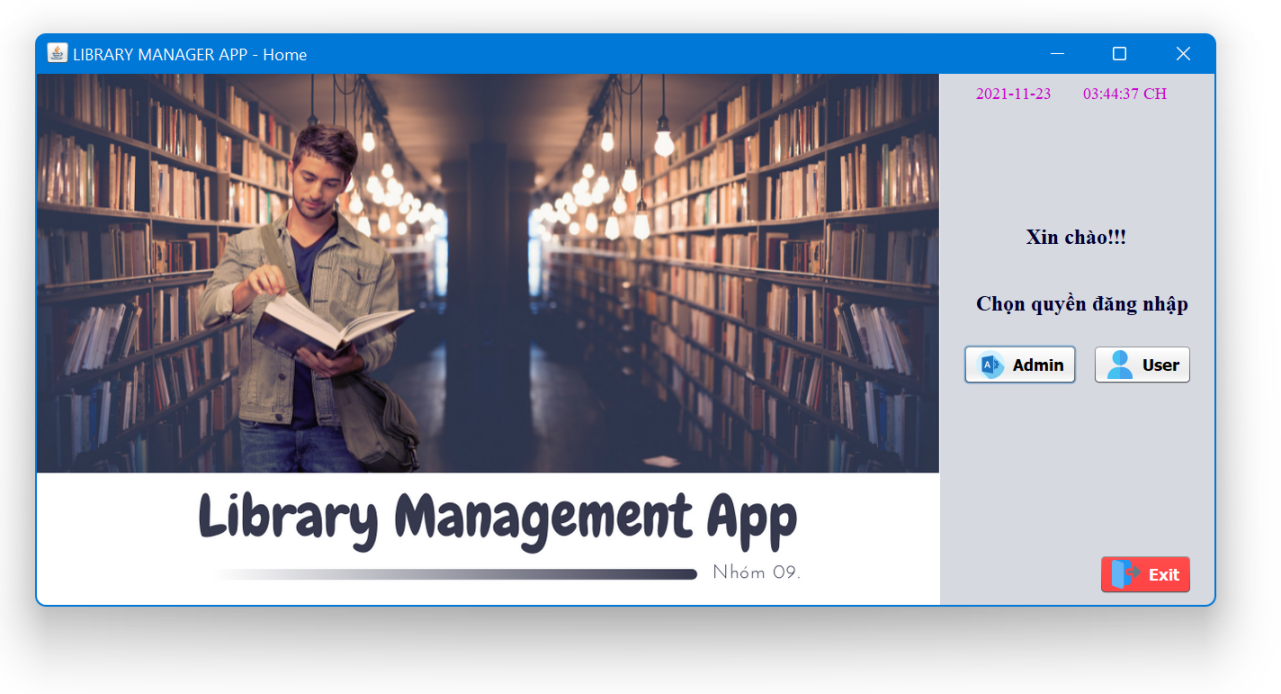 LIBRARY MANAGER APP - Home
2021-11-23 03:44:37 CH
Xin chào!!!
Chọn quyền đăng nhập
Admin User
Library Management App
Nhóm 09.
Exit